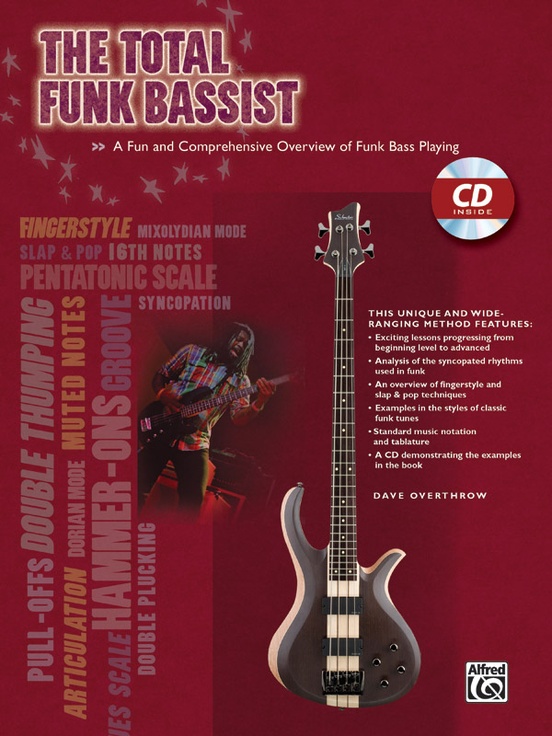 THE TOTAL
FUNK BASSIST
>> A Fun and Comprehensive Overview of Funk Bass Playing
CD
INSIDE
FINGERSTYLE MIXOLYDIAN MODE
SLAP & POP 16TH NOTES
PENTATONIC SCALE
SYNCOPATION
PULL-OFFS
DOUBLE THUMPING
ARTICULATION
MUTED NOTES
DORIAN MODE
HAMMER-ONS
GROOVE
SCALE
DOUBLE PLUCKING
Schecter
THIS UNIQUE AND WIDE-
RANGING METHOD FEATURES:
• Exciting lessons progressing from
beginning level to advanced
• Analysis of the syncopated rhythms
used in funk
• An overview of fingerstyle and
slap & pop techniques
• Examples in the styles of classic
funk tunes
• Standard music notation
and tablature
• A CD demonstrating the examples
in the book
DAVE OVERTHROW
Alfred